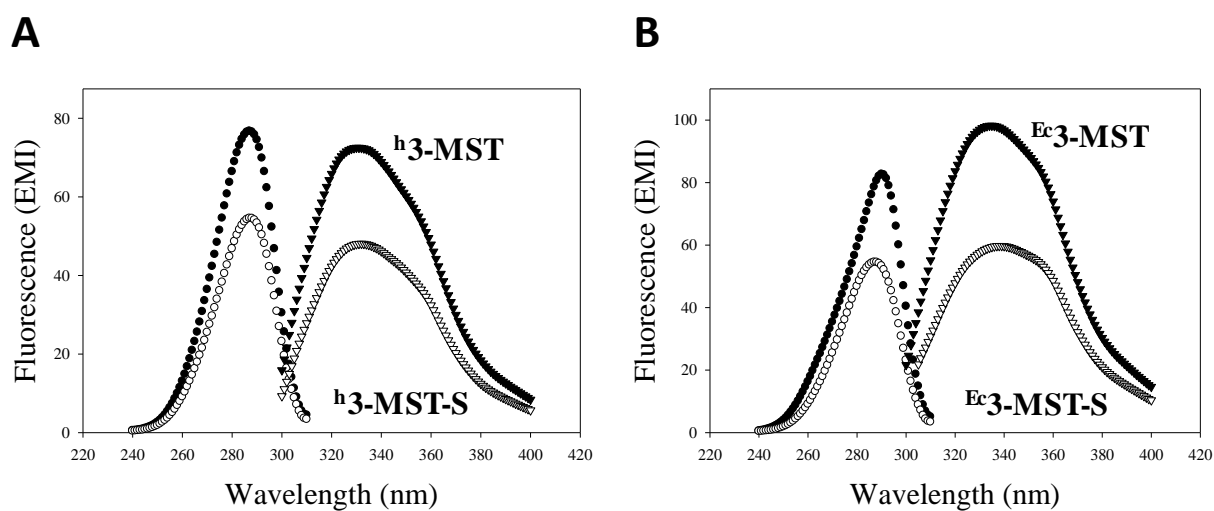 A
Fluorescence (EMI)
80
60
40
20
0
h3-MST
h3-MST-S
220 240 260 280 300 320 340 360 380 400 420
Wavelength (nm)
B
Fluorescence (EMI)
100
80
60
40
20
0
Ec3-MST
Ec3-MST-S
220 240 260 280 300 320 340 360 380 400 420
Wavelength (nm)